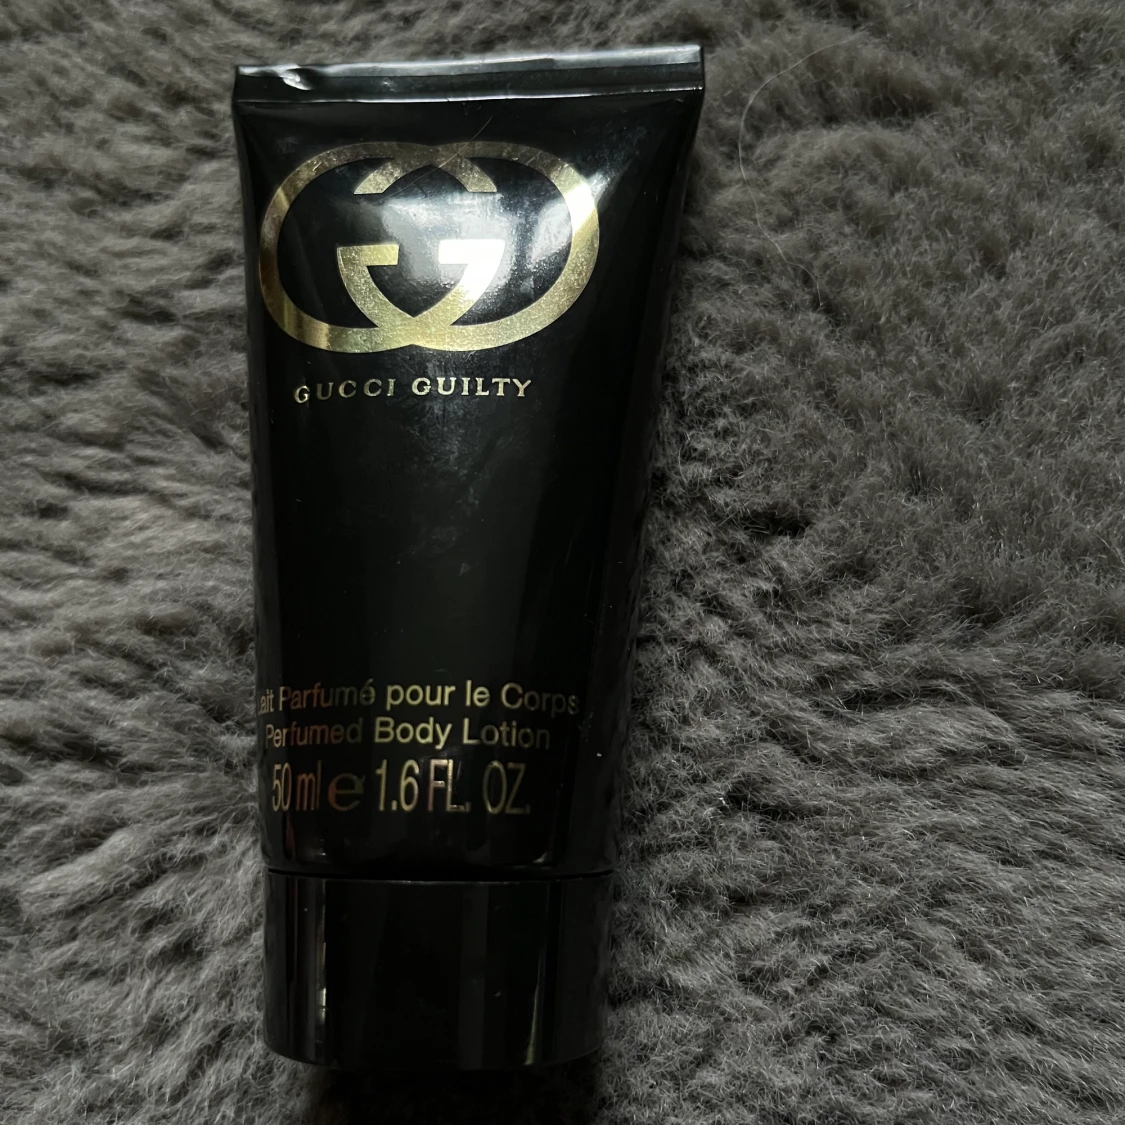 GUCCI GUILTY
Lait Parfumé pour le Corps
Perfumed Body Lotion
50 ml e 1.6 FL. OZ.